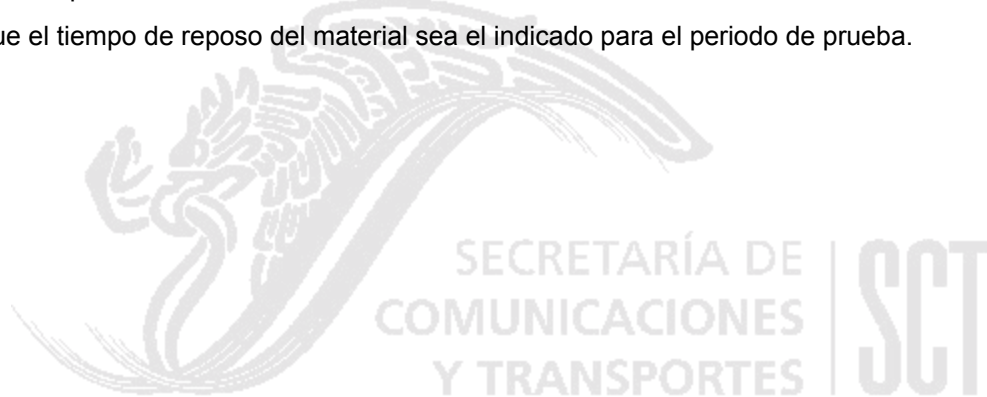 ue el tiempo de reposo del material sea el indicado para el periodo de prueba.
SECRETARÍA DE
COMUNICACIONES
Y TRANSPORTES
SCT